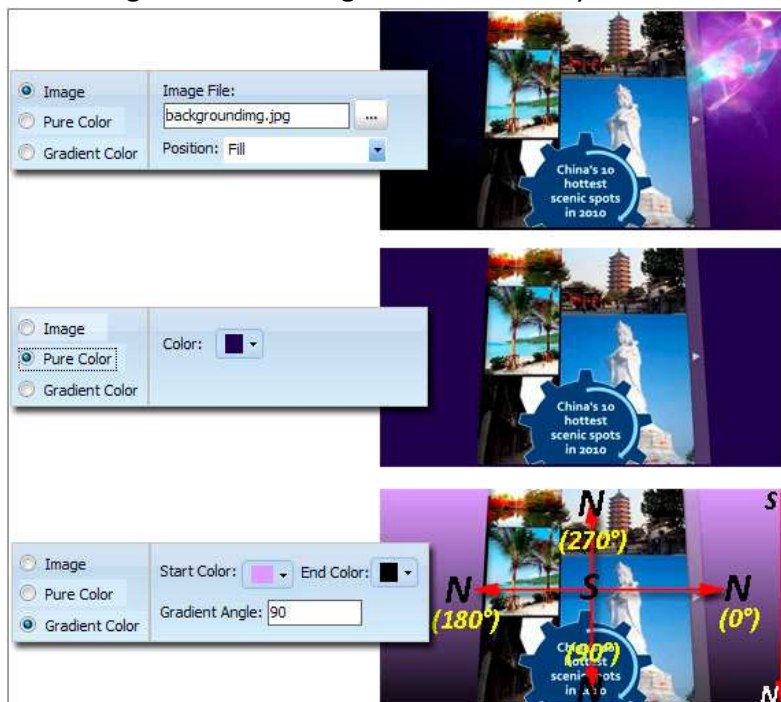 Image
Pure Color
Gradient Color
Image File:
backgroundimg.jpg
...
Position: Fill
China's 10
hottest
scenic spots
in 2010
Image
Pure Color
Gradient Color
Color:
China's 10
hottest
scenic spots
in 2010
Image
Pure Color
Gradient Color
Start Color:
End Color:
Gradient Angle: 90
N
(270°)
S
N
S
N
(180°)
(0°)
(90°)
hottest
N
N